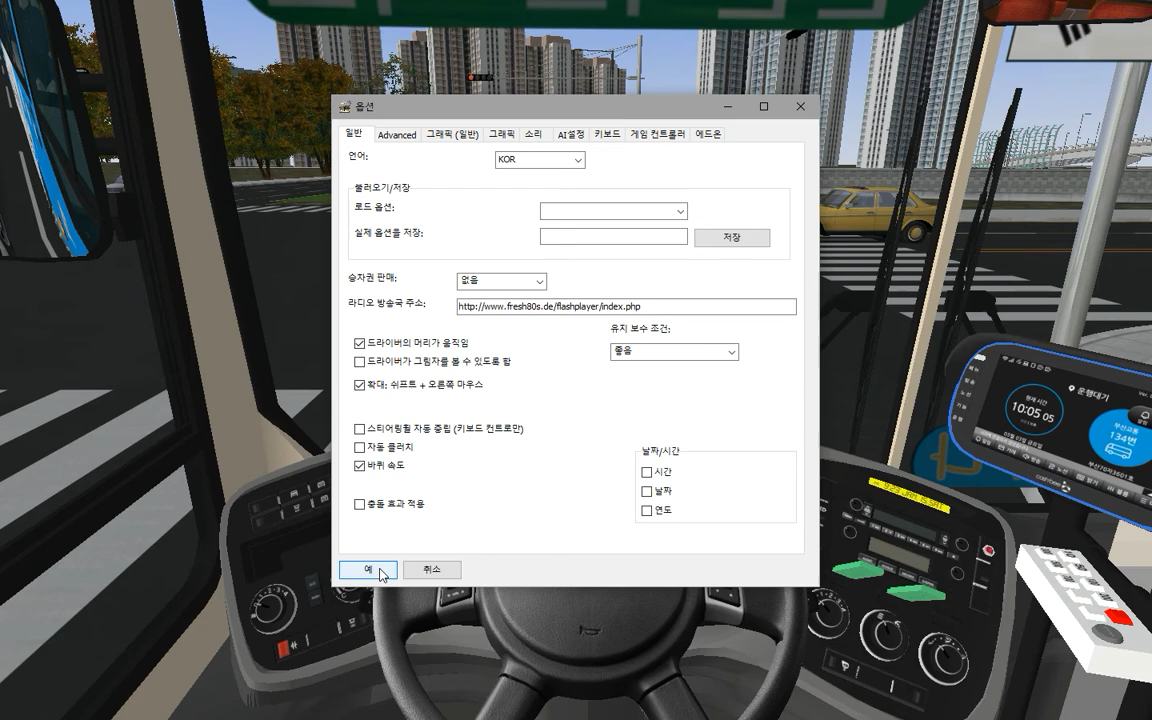 옵션
일반 Advanced 그래픽 (일반) 그래픽 소리 AI설정 키보드 게임 컨트롤러 에드온
언어: KOR
불러오기/저장
로드 옵션:
실제 옵션을 저장: 저장
승차권 판매: 없음
라디오 방송국 주소: http://www.fresh80s.de/flashplayer/index.php
유지 보수 조건:
좋음
드라이버의 머리가 움직임
드라이버가 그림자를 볼 수 있도록 함
확대: 쉬프트 + 오른쪽 마우스
스티어링휠 자동 중립 (키보드 컨트로만)
자동 클러치
바퀴 속도
충돌 효과 적용
날짜/시간
시간
날짜
연도
예 취소
운행대기
현재 시간
10:05 05
부산교통
134번